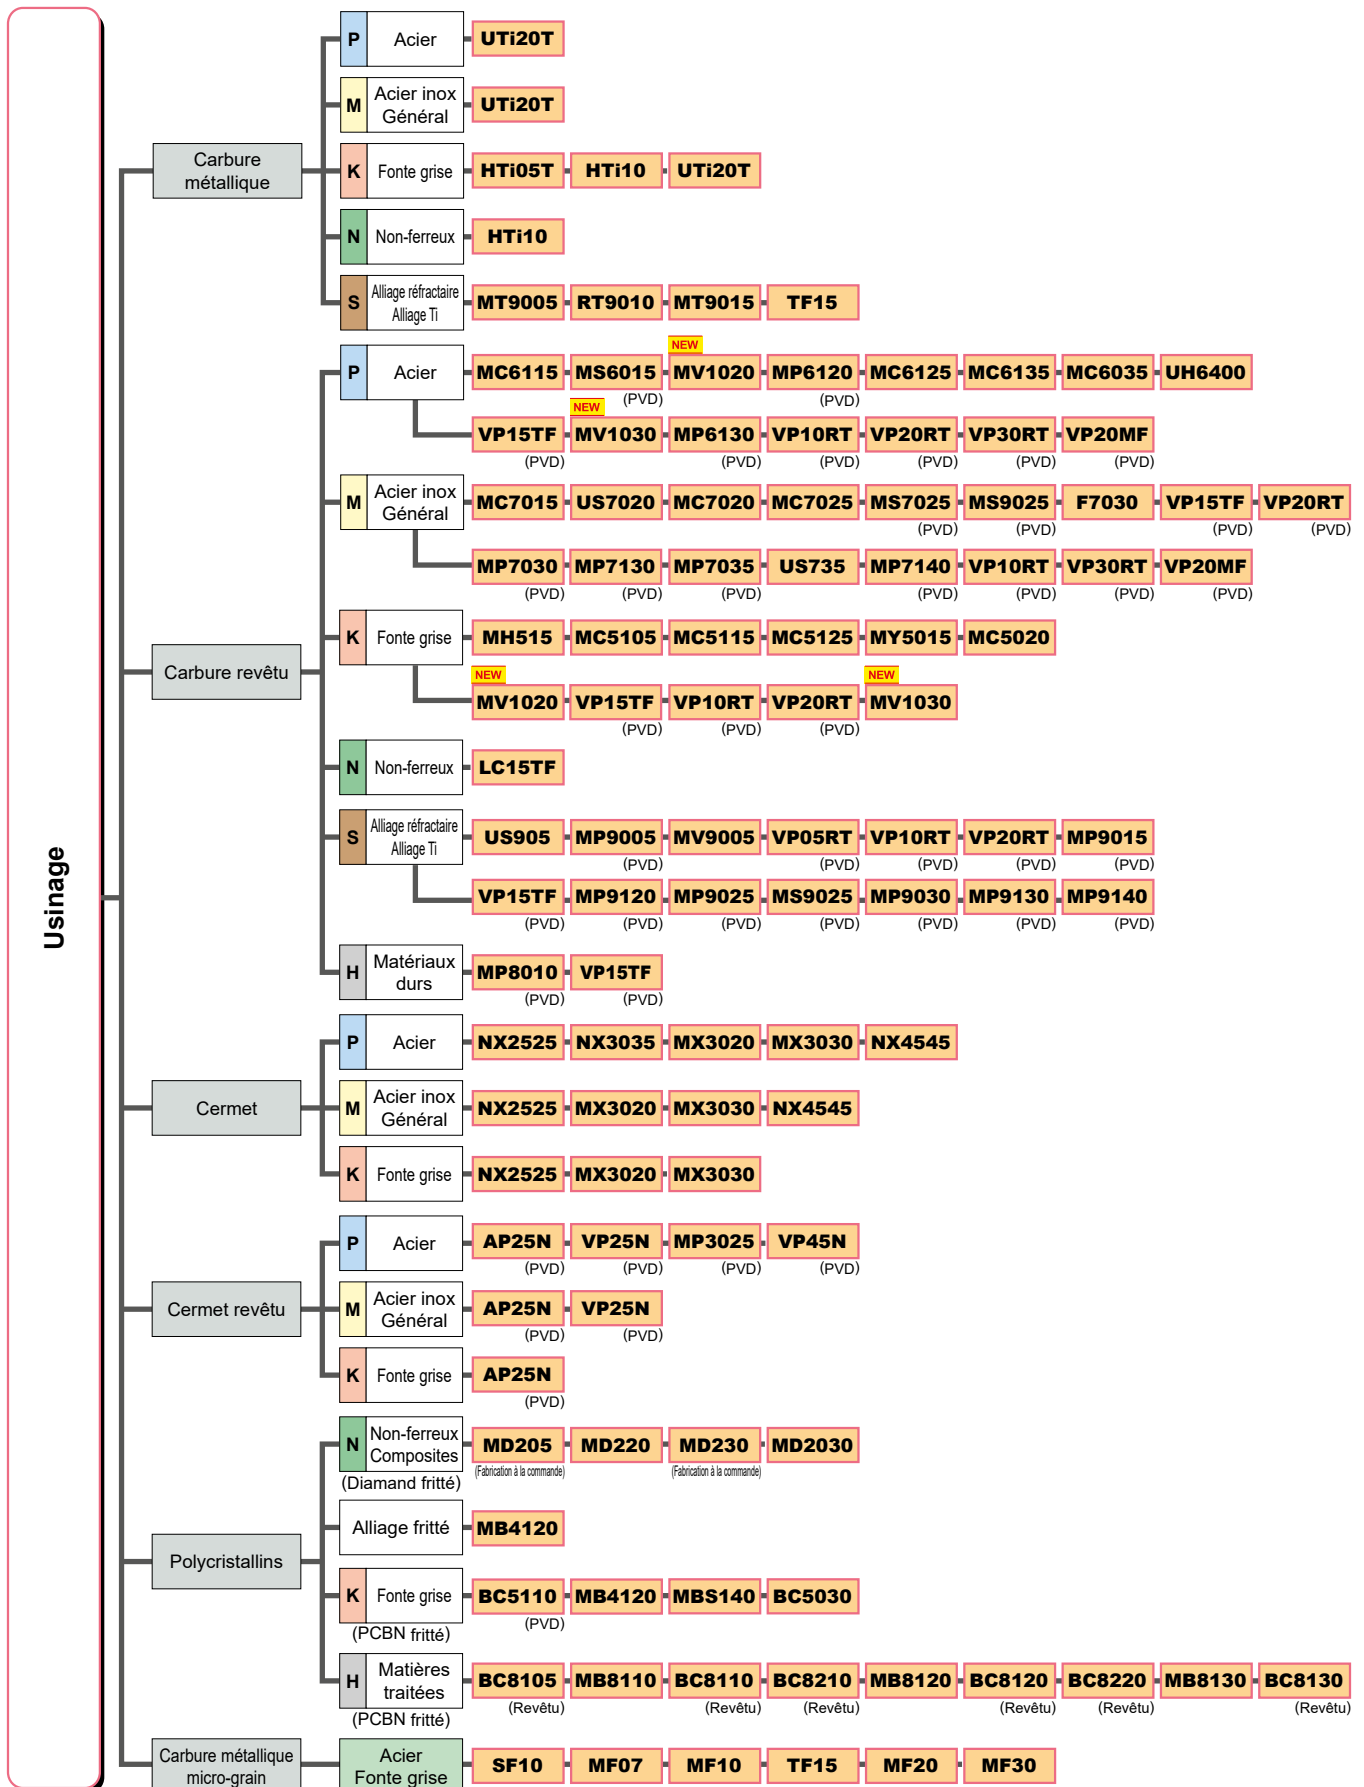 Usinage
Carbure
métallique
P Acier UTi20T
M Acier inox
Général
UTi20T
K Fonte grise HTi05T HTi10 UTi20T
N Non-ferreux HTi10
S Alliage réfractaire
Alliage Ti
MT9005 RT9010 MT9015 TF15
Carbure revêtu
NEW
P Acier MC6115 MS6015 MV1020 MP6120 MC6125 MC6135 MC6035 UH6400
(PVD) (PVD)
NEW
VP15TF MV1030 MP6130 VP10RT VP20RT VP30RT VP20MF
(PVD) (PVD) (PVD) (PVD) (PVD) (PVD)
M Acier inox
Général
MC7015 US7020 MC7020 MC7025 MS7025 MS9025 F7030 VP15TF VP20RT
(PVD) (PVD) (PVD) (PVD)
MP7030 MP7130 MP7035 US735 MP7140 VP10RT VP30RT VP20MF
(PVD) (PVD) (PVD) (PVD) (PVD) (PVD) (PVD)
K Fonte grise MH515 MC5105 MC5115 MC5125 MY5015 MC5020
NEW NEW
MV1020 VP15TF VP10RT VP20RT MV1030
(PVD) (PVD) (PVD)
N Non-ferreux LC15TF
S Alliage réfractaire
Alliage Ti
US905 MP9005 MV9005 VP05RT VP10RT VP20RT MP9015
(PVD) (PVD) (PVD) (PVD) (PVD)
VP15TF MP9120 MP9025 MS9025 MP9030 MP9130 MP9140
(PVD) (PVD) (PVD) (PVD) (PVD) (PVD) (PVD)
H Matériaux
durs
MP8010 VP15TF
(PVD) (PVD)
Cermet
P Acier NX2525 NX3035 MX3020 MX3030 NX4545
M Acier inox
Général
NX2525 MX3020 MX3030 NX4545
K Fonte grise NX2525 MX3020 MX3030
Cermet revêtu
P Acier AP25N VP25N MP3025 VP45N
(PVD) (PVD) (PVD) (PVD)
M Acier inox
Général
AP25N VP25N
(PVD) (PVD)
K Fonte grise AP25N
(PVD)
Polycristallins
N Non-ferreux
Composites
(Diamand fritté)
MD205 MD220 MD230 MD2030
(Fabrication à la commande) (Fabrication à la commande)
Alliage fritté MB4120
K Fonte grise BC5110 MB4120 MBS140 BC5030
(PVD)
(PCBN fritté)
H Matières
traitées
(PCBN fritté)
BC8105 MB8110 BC8110 BC8210 MB8120 BC8120 BC8220 MB8130 BC8130
(Revêtu) (Revêtu) (Revêtu) (Revêtu) (Revêtu) (Revêtu)
Carbure métallique
micro-grain
Acier
Fonte grise
SF10 MF07 MF10 TF15 MF20 MF30